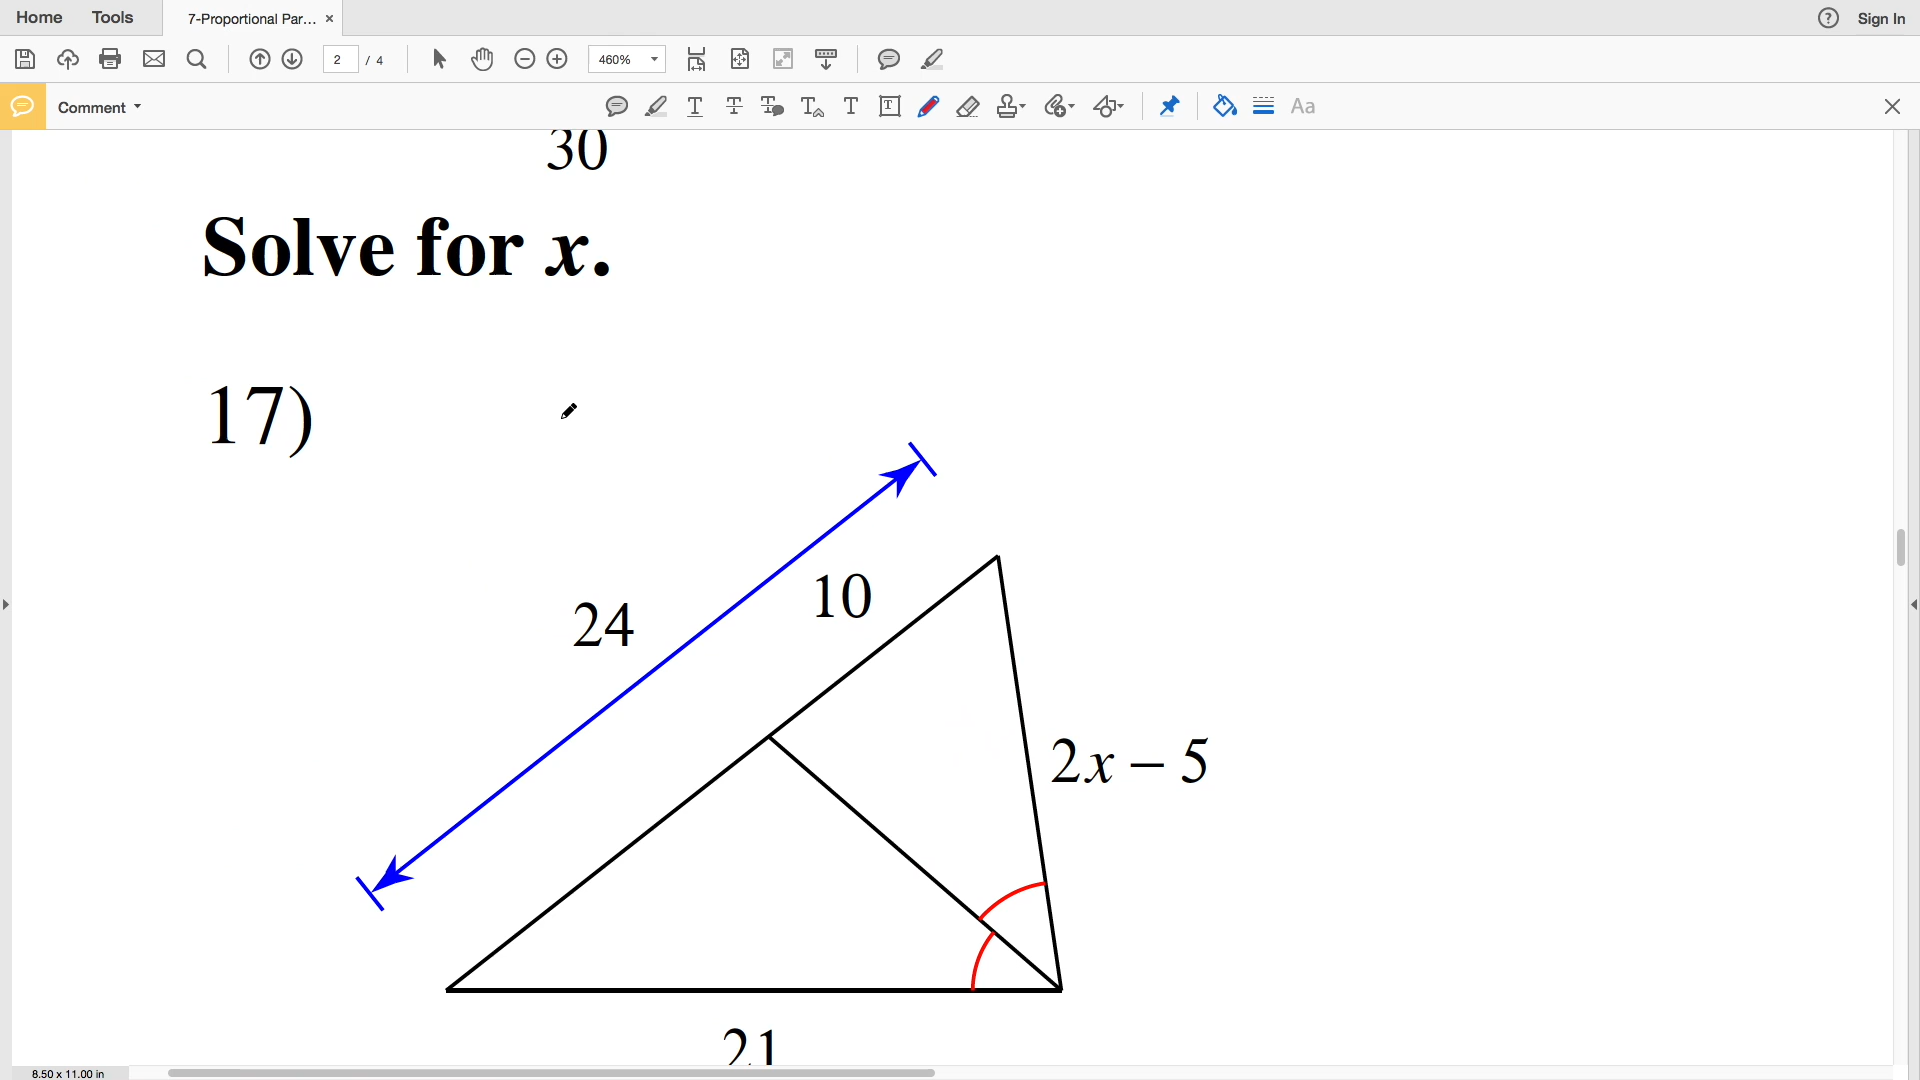 Home Tools 7-Proportional Par... × ? Sign In
2 / 4 460%
Comment Aa
30
Solve for x.
17)
24
10
2x – 5
21
8.50 x 11.00 in